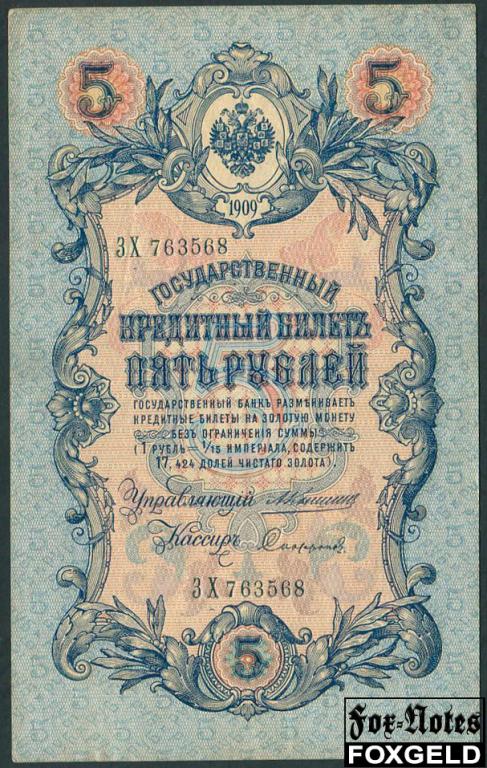 5 5
1909
ЗХ 763568
ГОСУДАРСТВЕННЫЙ
КРЕДИТНЫЙ БИЛЕТЪ
ПЯТЬ РУБЛЕЙ
ГОСУДАРСТВЕННЫЙ БАНКЪ РАЗМѢНИВАЕТЪ
КРЕДИТНЫЕ БИЛЕТЫ НА ЗОЛОТУЮ МОНЕТУ
БЕЗЪ ОГРАНИЧЕНІЯ СУММЫ
(1 РУБЛЬ = 1/15 ИМПЕРІАЛА, СОДЕРЖИТЪ
17,424 ДОЛЕЙ ЧИСТАГО ЗОЛОТА).
Управляющій
Кассиръ
ЗХ 763568
5
Fox-Notes
FOXGELD